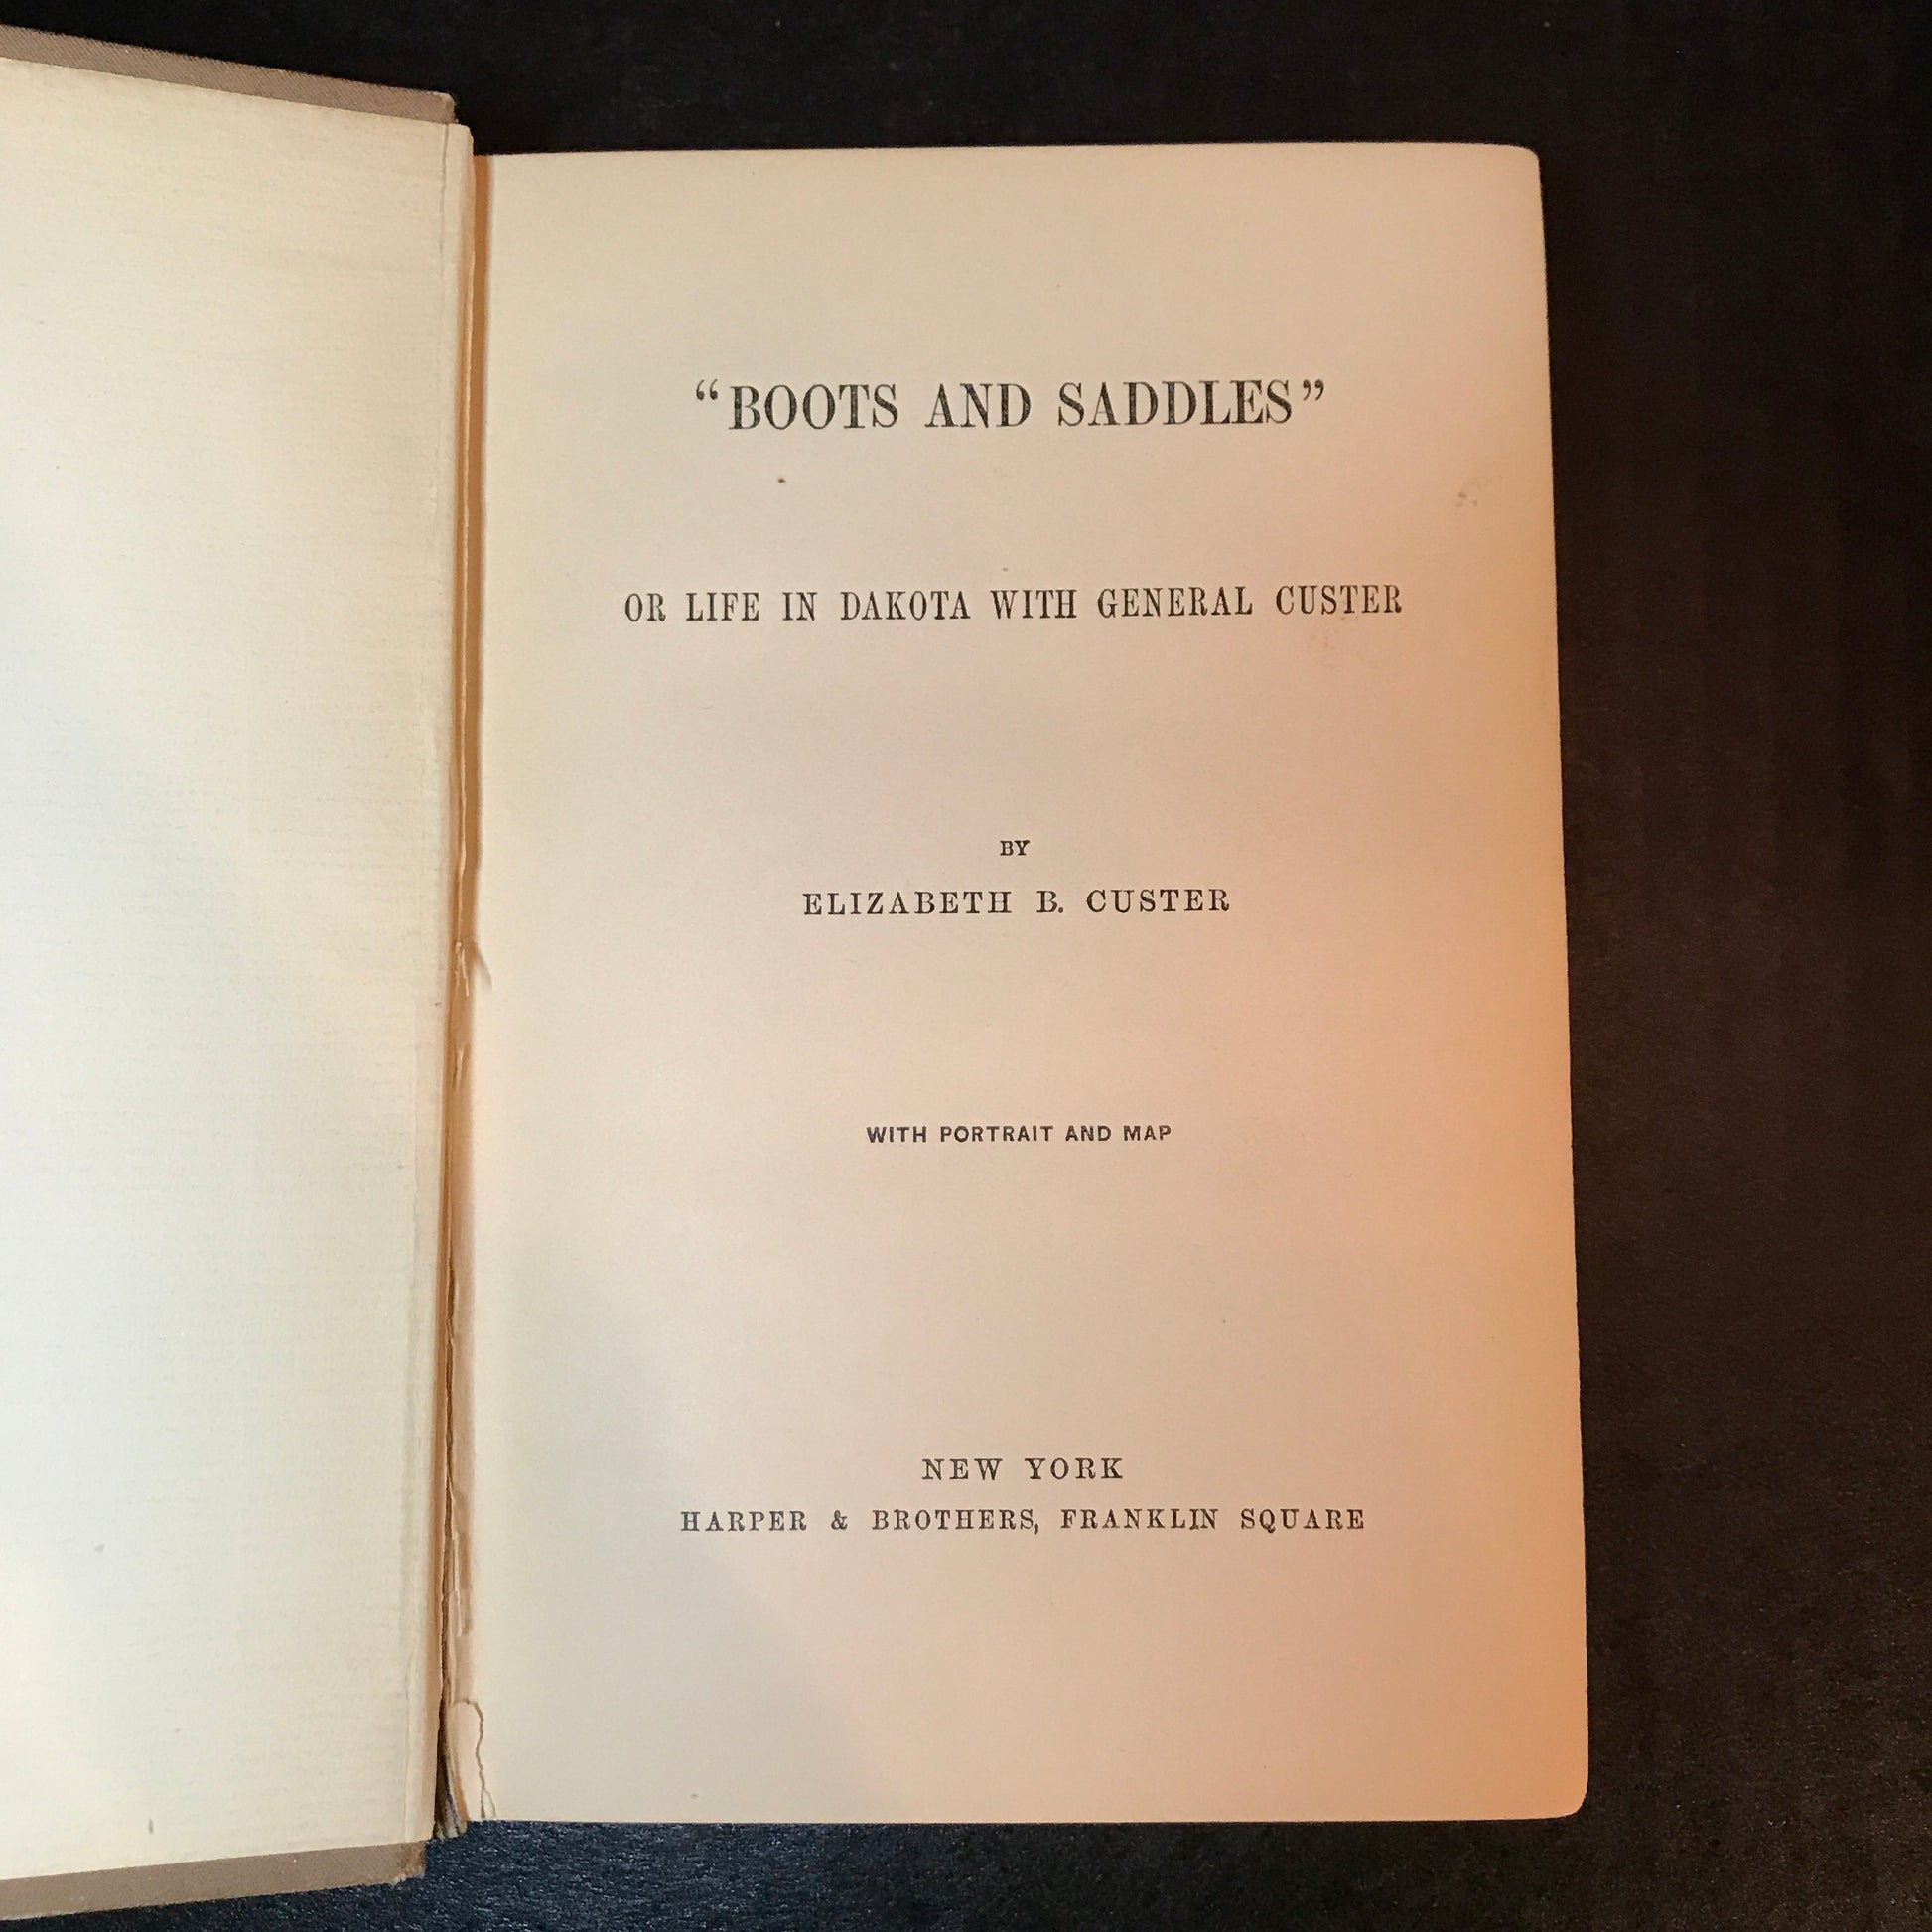 “BOOTS AND SADDLES”
OR LIFE IN DAKOTA WITH GENERAL CUSTER
BY
ELIZABETH B. CUSTER
WITH PORTRAIT AND MAP
NEW YORK
HARPER & BROTHERS, FRANKLIN SQUARE